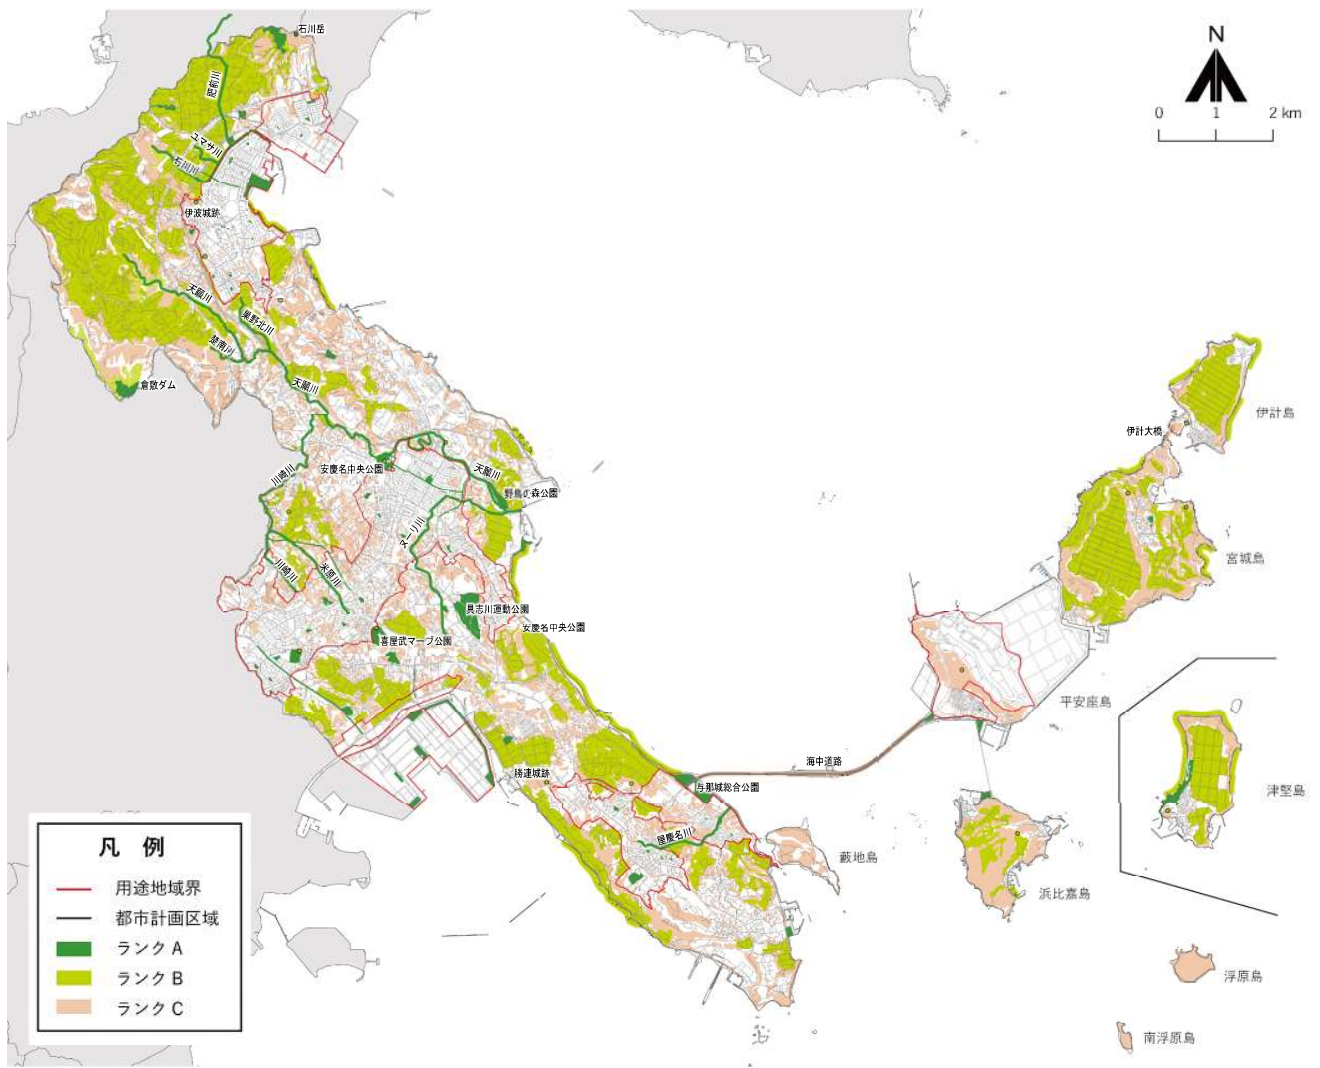 石川岳
N
0 1 2 km
肥前川
ユマサ川
石川川
伊波城跡
天願川
巣野北川
楚南川
倉敷ダム
天願川
伊計島
伊計大橋
川崎川
安慶名中央公園
天願川
野鳥の森公園
ヌーリ川
宮城島
川崎川
米原川
具志川運動公園
安慶名中央公園
喜屋武マーブ公園
平安座島
海中道路
勝連城跡
与那城総合公園
津堅島
屋慶名川
藪地島
浜比嘉島
凡 例
用途地域界
都市計画区域
ランク A
ランク B
ランク C
浮原島
南浮原島